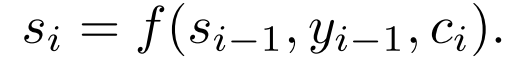 s_i = f(s_{i−1}, y_{i−1}, c_i).